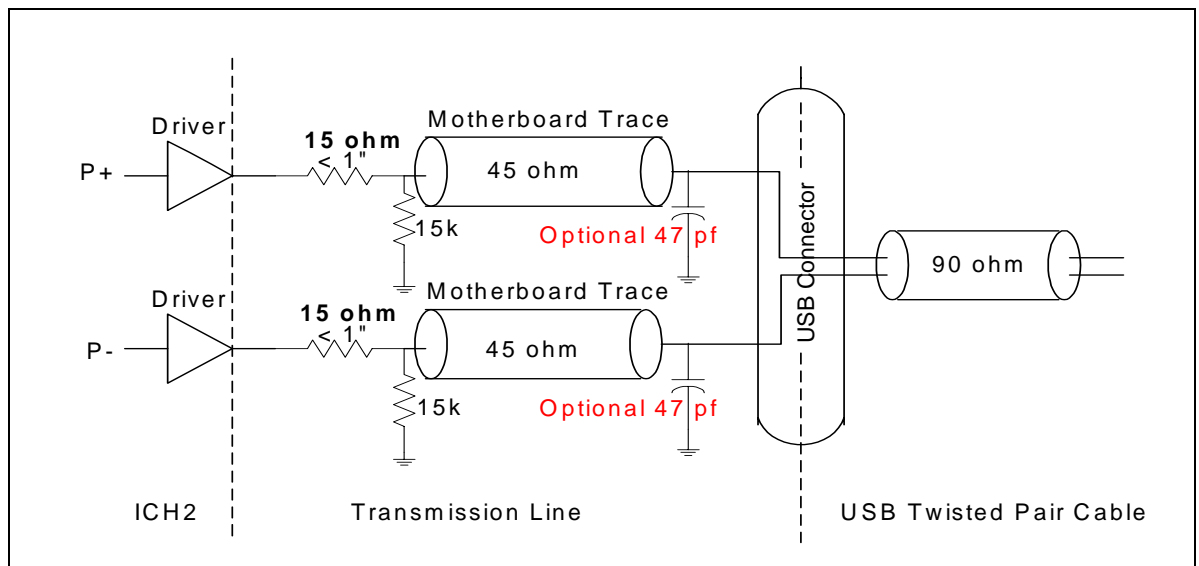 Driver
15 ohm
< 1"
Motherboard Trace
P+
45 ohm
15k
Optional 47 pf
USB Connector
90 ohm
Driver
15 ohm
< 1"
Motherboard Trace
P-
45 ohm
15k
Optional 47 pf
ICH2
Transmission Line
USB Twisted Pair Cable